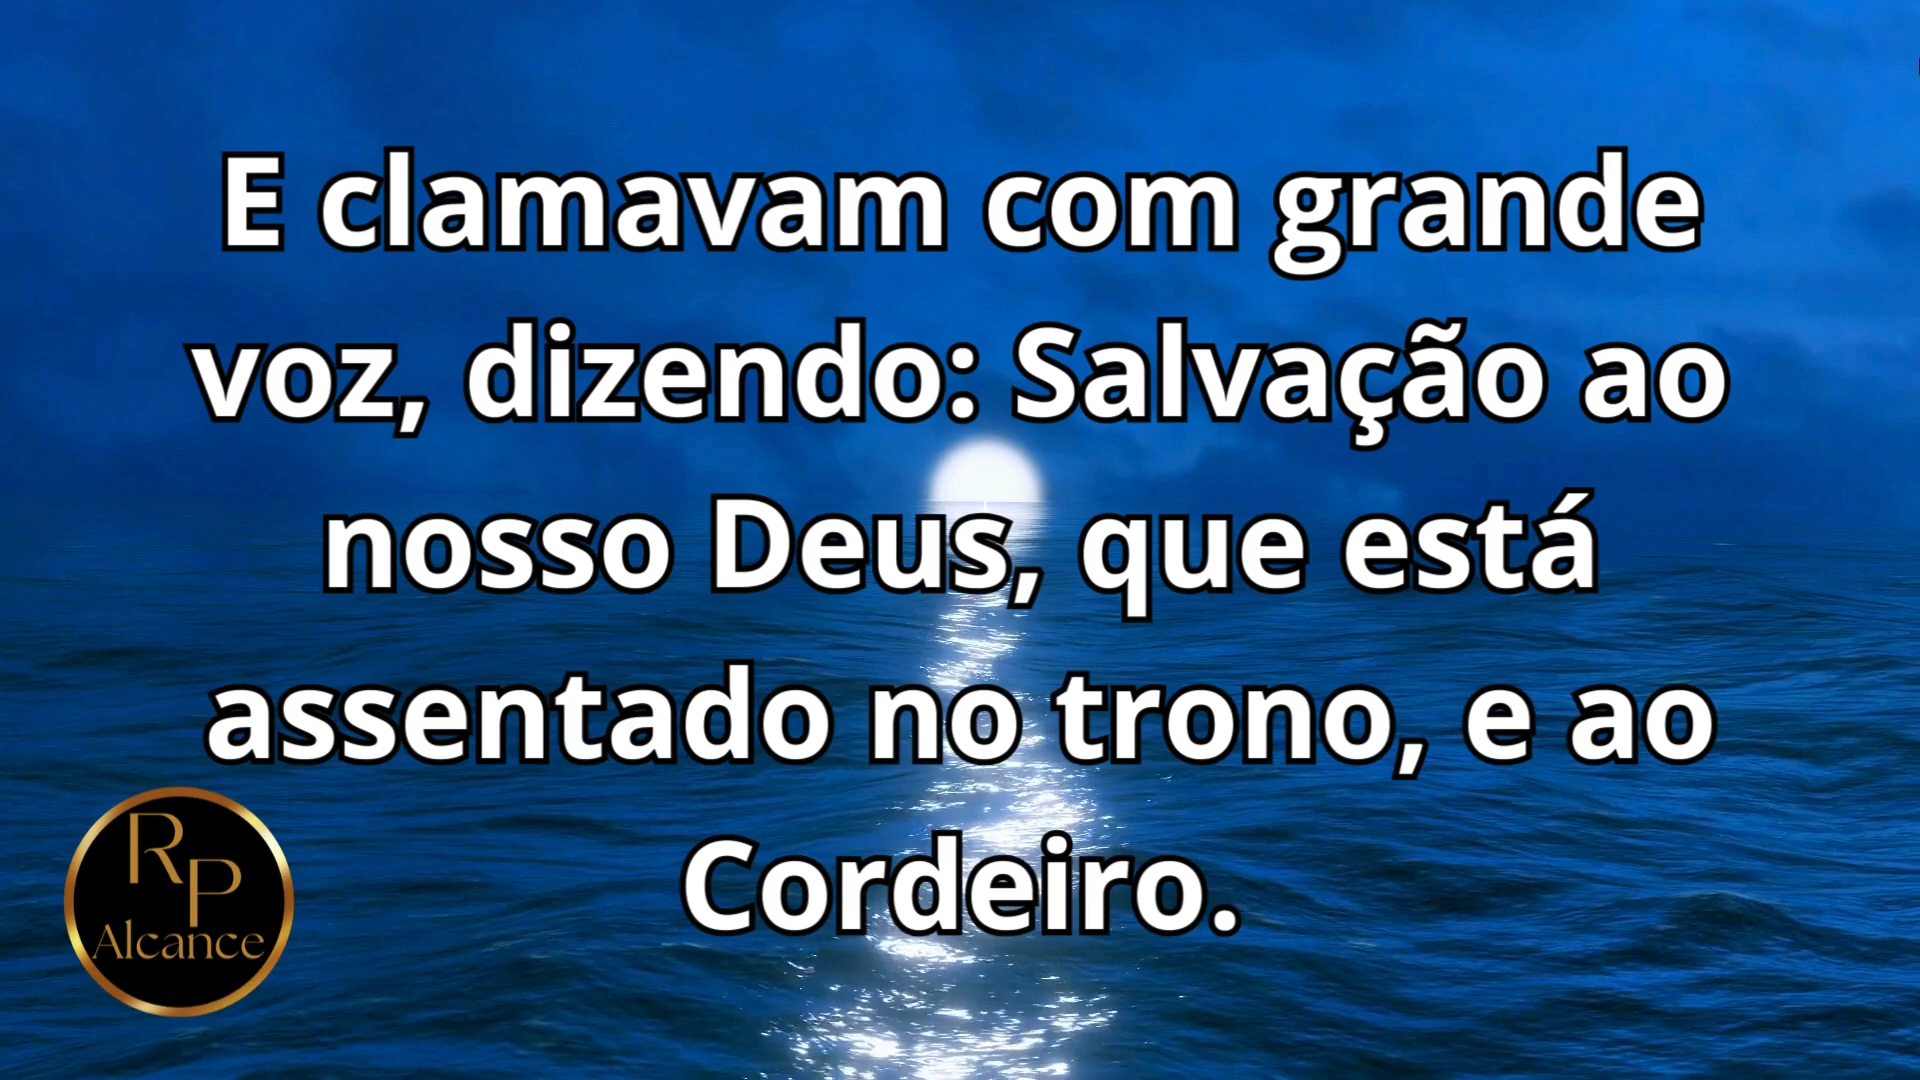 E clamavam com grande
voz, dizendo: Salvação ao
nosso Deus, que está
assentado no trono, e ao
Cordeiro.
RP
Alcance